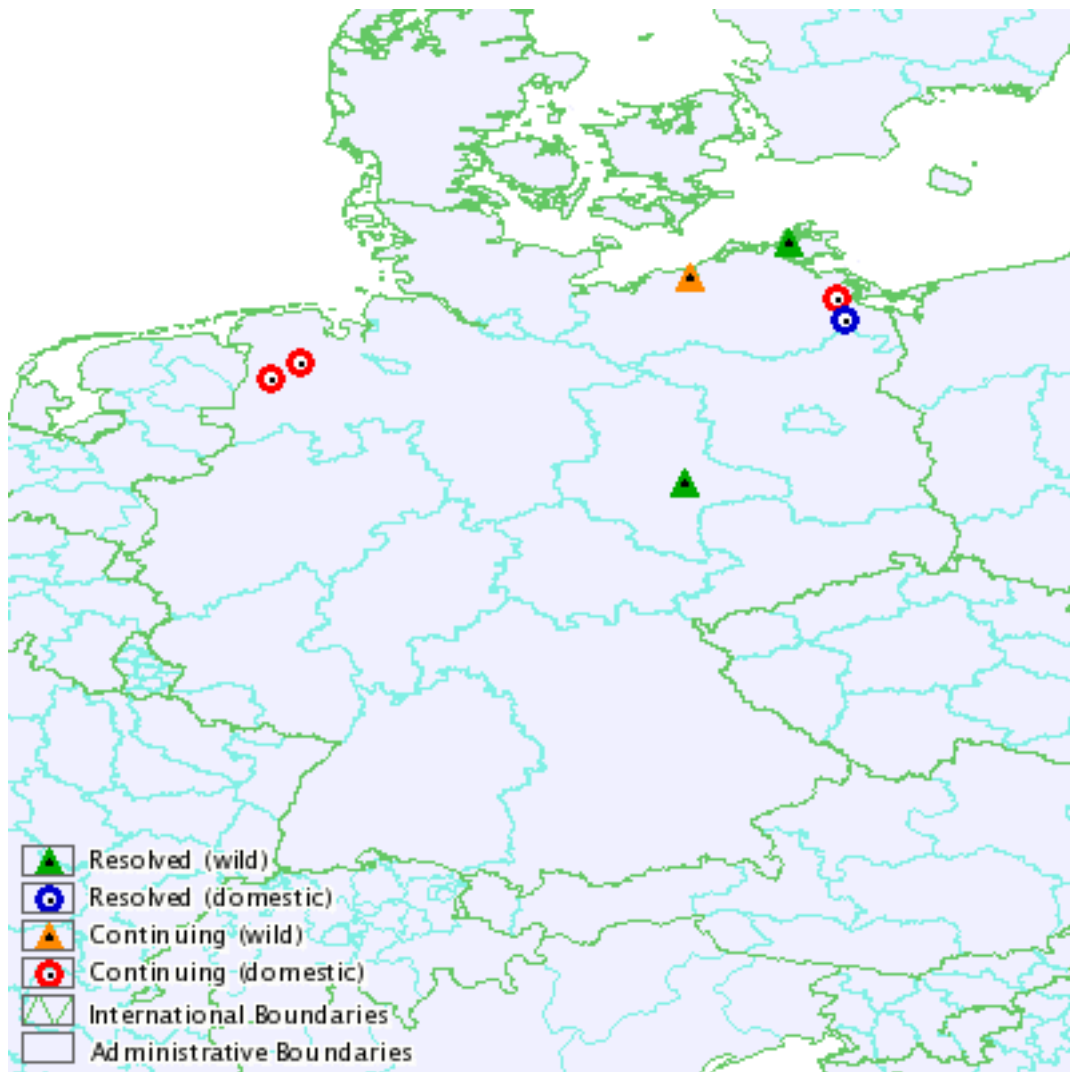 Resolved (wild)
Resolved (domestic)
Continuing (wild)
Continuing (domestic)
International Boundaries
Administrative Boundaries